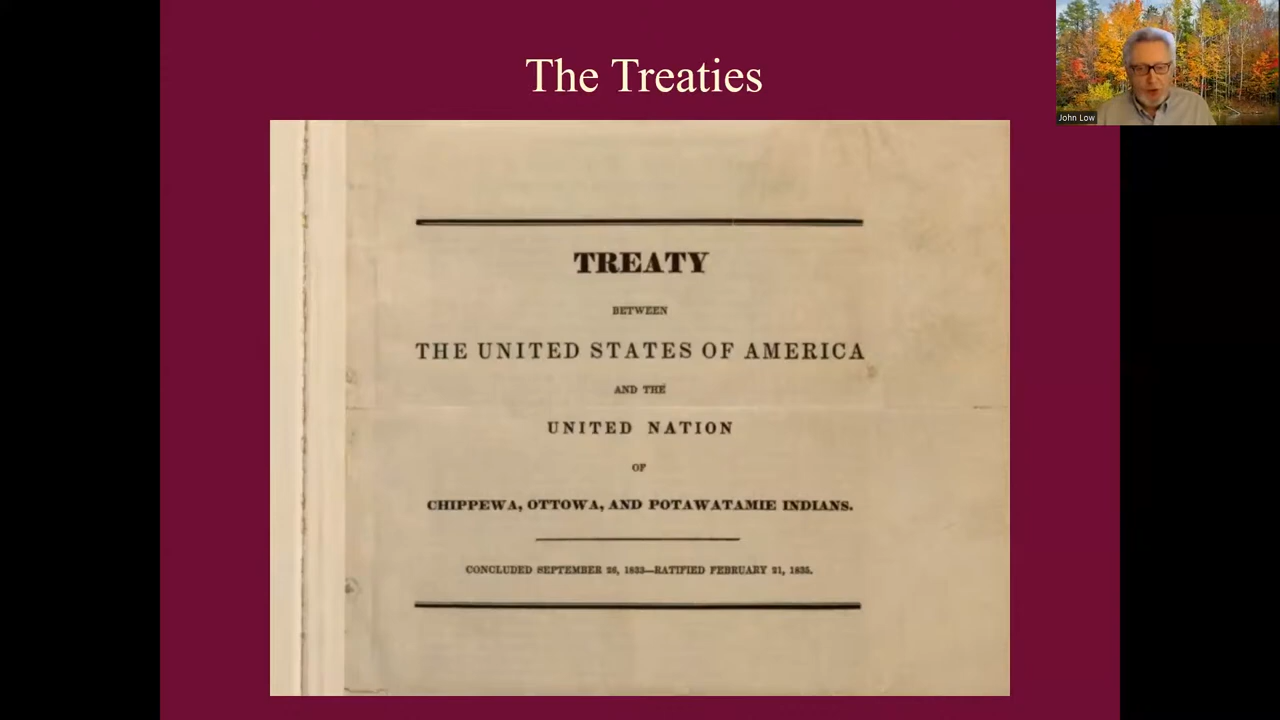 The Treaties
TREATY
BETWEEN
THE UNITED STATES OF AMERICA
AND THE
UNITED NATION
OF
CHIPPEWA, OTTOWA, AND POTAWATAMIE INDIANS.
CONCLUDED SEPTEMBER 26, 1833—RATIFIED FEBRUARY 21, 1835.
John Low